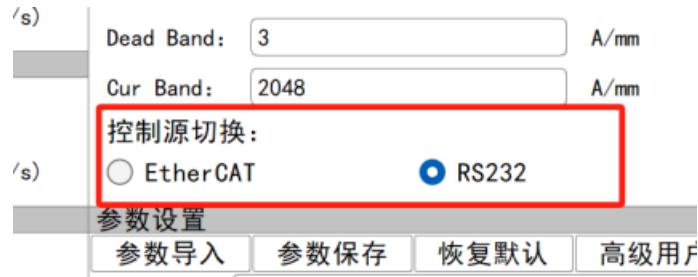 /s)
Dead Band: 3 A/mm
Cur Band: 2048 A/mm
控制源切换:
/s) EtherCAT RS232
参数设置
参数导入 参数保存 恢复默认 高级用户